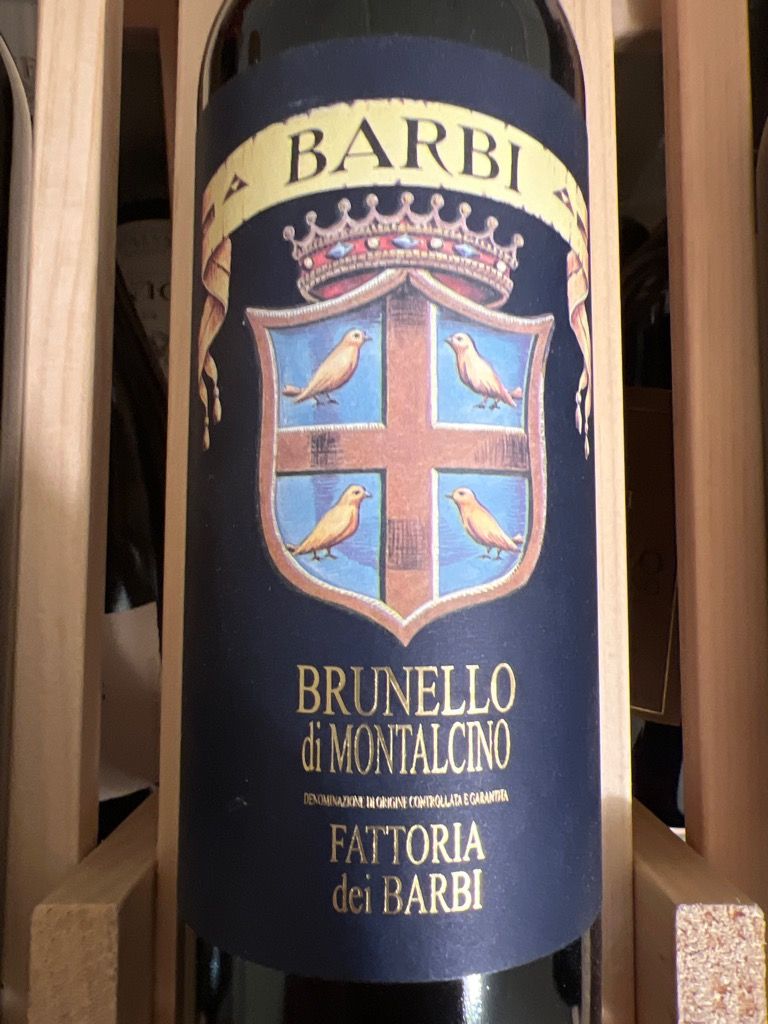 BARBI
BRUNELLO
di MONTALCINO
DENOMINAZIONE DI ORIGINE CONTROLLATA E GARANTITA
FATTORIA
dei BARBI